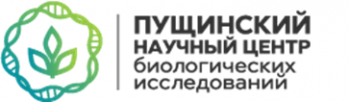 ПУЩИНСКИЙ
НАУЧНЫЙ ЦЕНТР
биологических
исследований